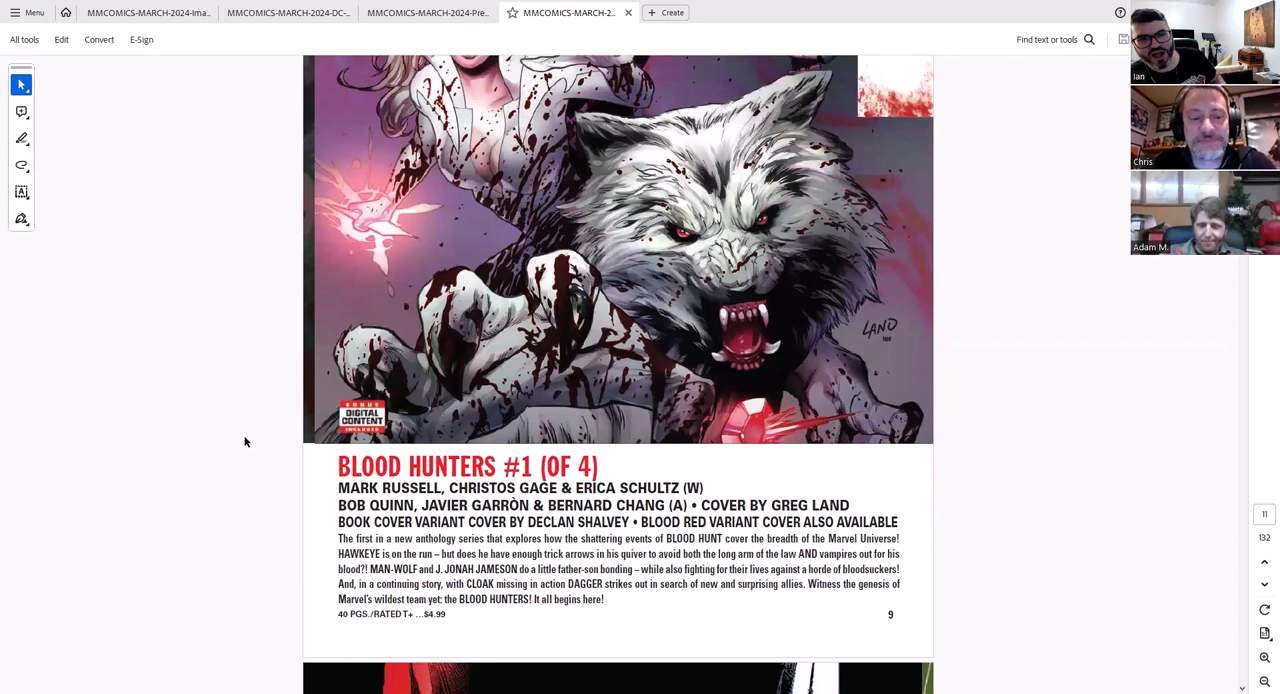 Menu
MMCOMICS-MARCH-2024-Ima...
MMCOMICS-MARCH-2024-DC-...
MMCOMICS-MARCH-2024-Pre...
MMCOMICS-MARCH-2...
Create
All tools
Edit
Convert
E-Sign
Find text or tools
Ian
Chris
Adam M.
LAND
BONUS
DIGITAL
CONTENT
INCLUDED
BLOOD HUNTERS #1 (OF 4)
MARK RUSSELL, CHRISTOS GAGE & ERICA SCHULTZ (W)
BOB QUINN, JAVIER GARRÒN & BERNARD CHANG (A) • COVER BY GREG LAND
BOOK COVER VARIANT COVER BY DECLAN SHALVEY • BLOOD RED VARIANT COVER ALSO AVAILABLE
The first in a new anthology series that explores how the shattering events of BLOOD HUNT cover the breadth of the Marvel Universe!
HAWKEYE is on the run – but does he have enough trick arrows in his quiver to avoid both the long arm of the law AND vampires out for his
blood?! MAN-WOLF and J. JONAH JAMESON do a little father-son bonding – while also fighting for their lives against a horde of bloodsuckers!
And, in a continuing story, with CLOAK missing in action DAGGER strikes out in search of new and surprising allies. Witness the genesis of
Marvel's wildest team yet: the BLOOD HUNTERS! It all begins here!
40 PGS./RATED T+ ...$4.99
9
11
132